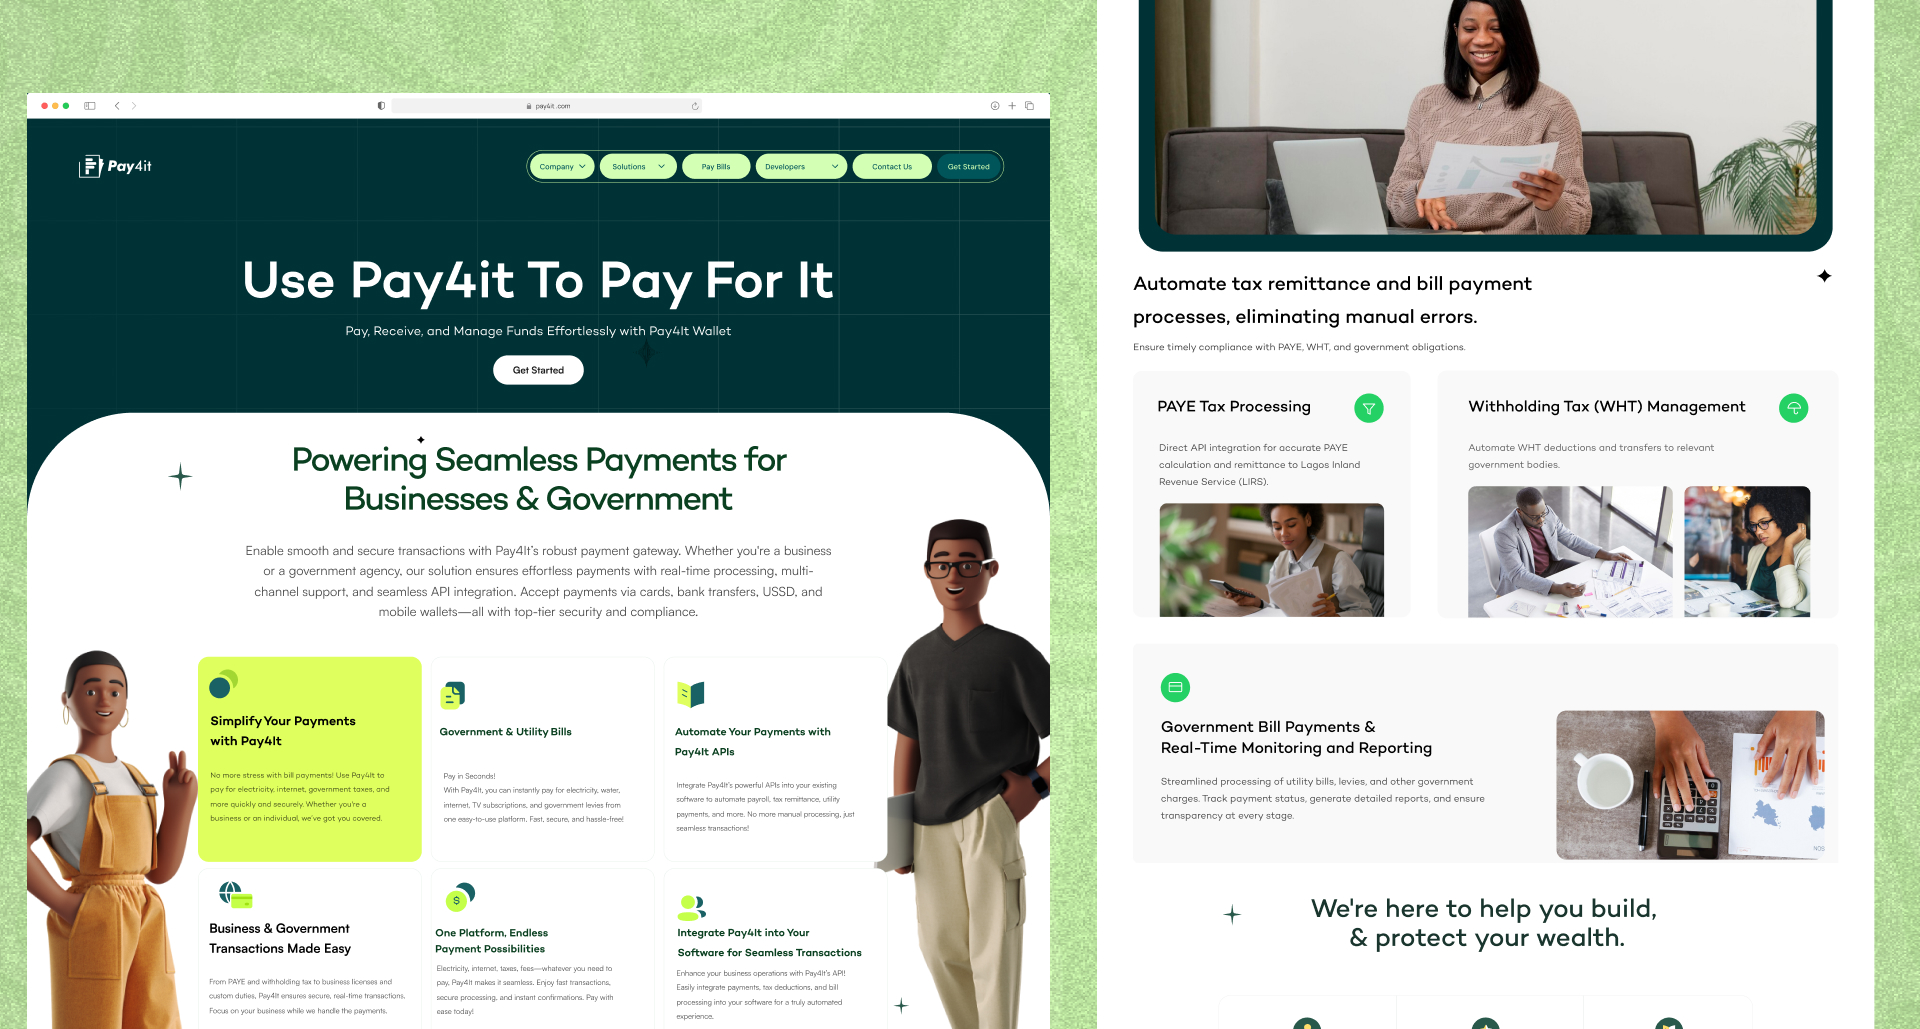 pay4it.com
Pay4it
Company
Solutions
Pay Bills
Developers
Contact Us
Get Started
Use Pay4it To Pay For It
Pay, Receive, and Manage Funds Effortlessly with Pay4It Wallet
Get Started
Powering Seamless Payments for
Businesses & Government
Enable smooth and secure transactions with Pay4It's robust payment gateway. Whether you're a business
or a government agency, our solution ensures effortless payments with real-time processing, multi-
channel support, and seamless API integration. Accept payments via cards, bank transfers, USSD, and
mobile wallets—all with top-tier security and compliance.
Simplify Your Payments
with Pay4It
No more stress with bill payments! Use Pay4It to
pay for electricity, internet, government taxes, and
more quickly and securely. Whether you're a
business or an individual, we've got you covered.
Government & Utility Bills
Pay in Seconds!
With Pay4It, you can instantly pay for electricity, water,
internet, TV subscriptions, and government levies from
one easy-to-use platform. Fast, secure, and hassle-free!
Automate Your Payments with
Pay4It APIs
Integrate Pay4It's powerful APIs into your existing
software to automate payroll, tax remittance, utility
payments, and more. No more manual processing, just
seamless transactions!
Business & Government
Transactions Made Easy
From PAYE and withholding tax to business licenses and
custom duties, Pay4It ensures secure, real-time transactions.
Focus on your business while we handle the payments.
$
One Platform, Endless
Payment Possibilities
Electricity, internet, taxes, fees—whatever you need to
pay, Pay4It makes it seamless. Enjoy fast transactions,
secure processing, and instant confirmations. Pay with
ease today!
Integrate Pay4It into Your
Software for Seamless Transactions
Enhance your business operations with Pay4It's API!
Easily integrate payments, tax deductions, and bill
processing into your software for a truly automated
experience.
Automate tax remittance and bill payment
processes, eliminating manual errors.
Ensure timely compliance with PAYE, WHT, and government obligations.
PAYE Tax Processing
Direct API integration for accurate PAYE
calculation and remittance to Lagos Inland
Revenue Service (LIRS).
Withholding Tax (WHT) Management
Automate WHT deductions and transfers to relevant
government bodies.
Government Bill Payments &
Real-Time Monitoring and Reporting
Streamlined processing of utility bills, levies, and other government
charges. Track payment status, generate detailed reports, and ensure
transparency at every stage.
We're here to help you build,
& protect your wealth.